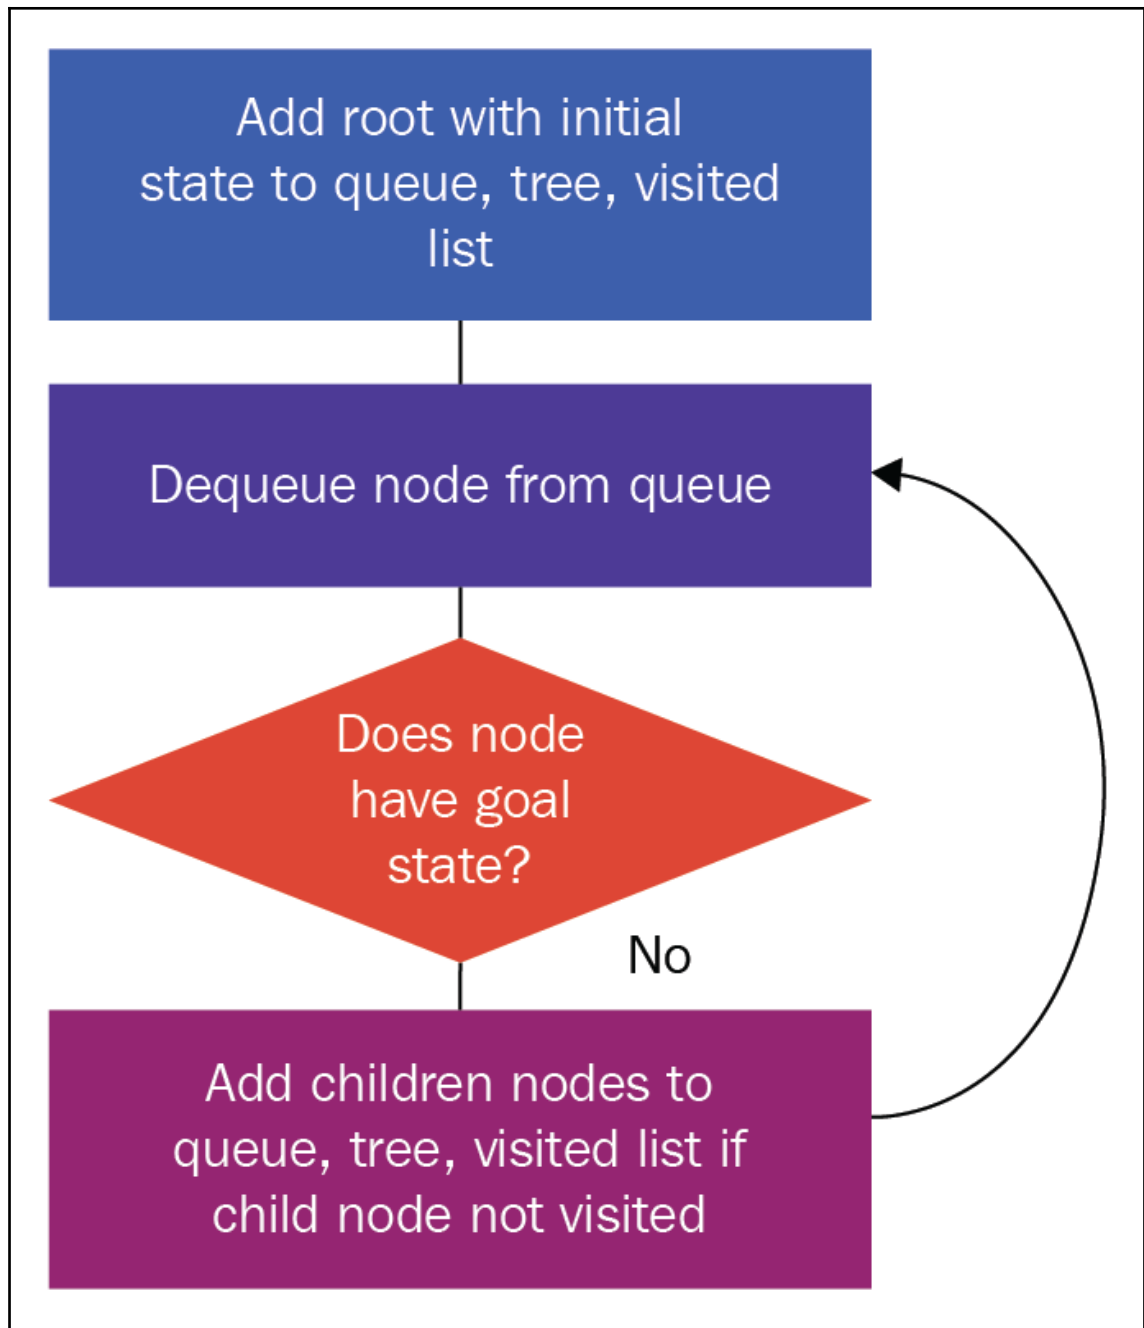 Add root with initial
state to queue, tree, visited
list
Dequeue node from queue
Does node
have goal
state?
No
Add children nodes to
queue, tree, visited list if
child node not visited